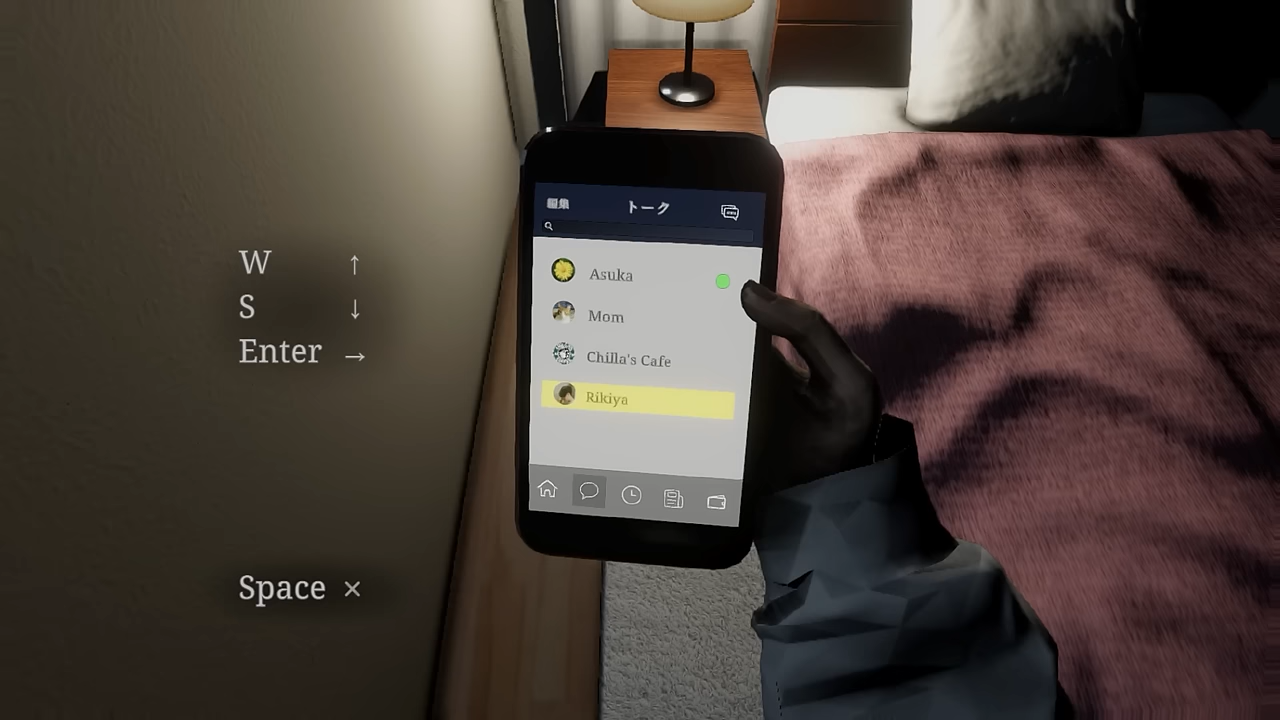 編集 トーク
Asuka
Mom
Chilla's Cafe
Rikiya
W ↑
S ↓
Enter →
Space ×